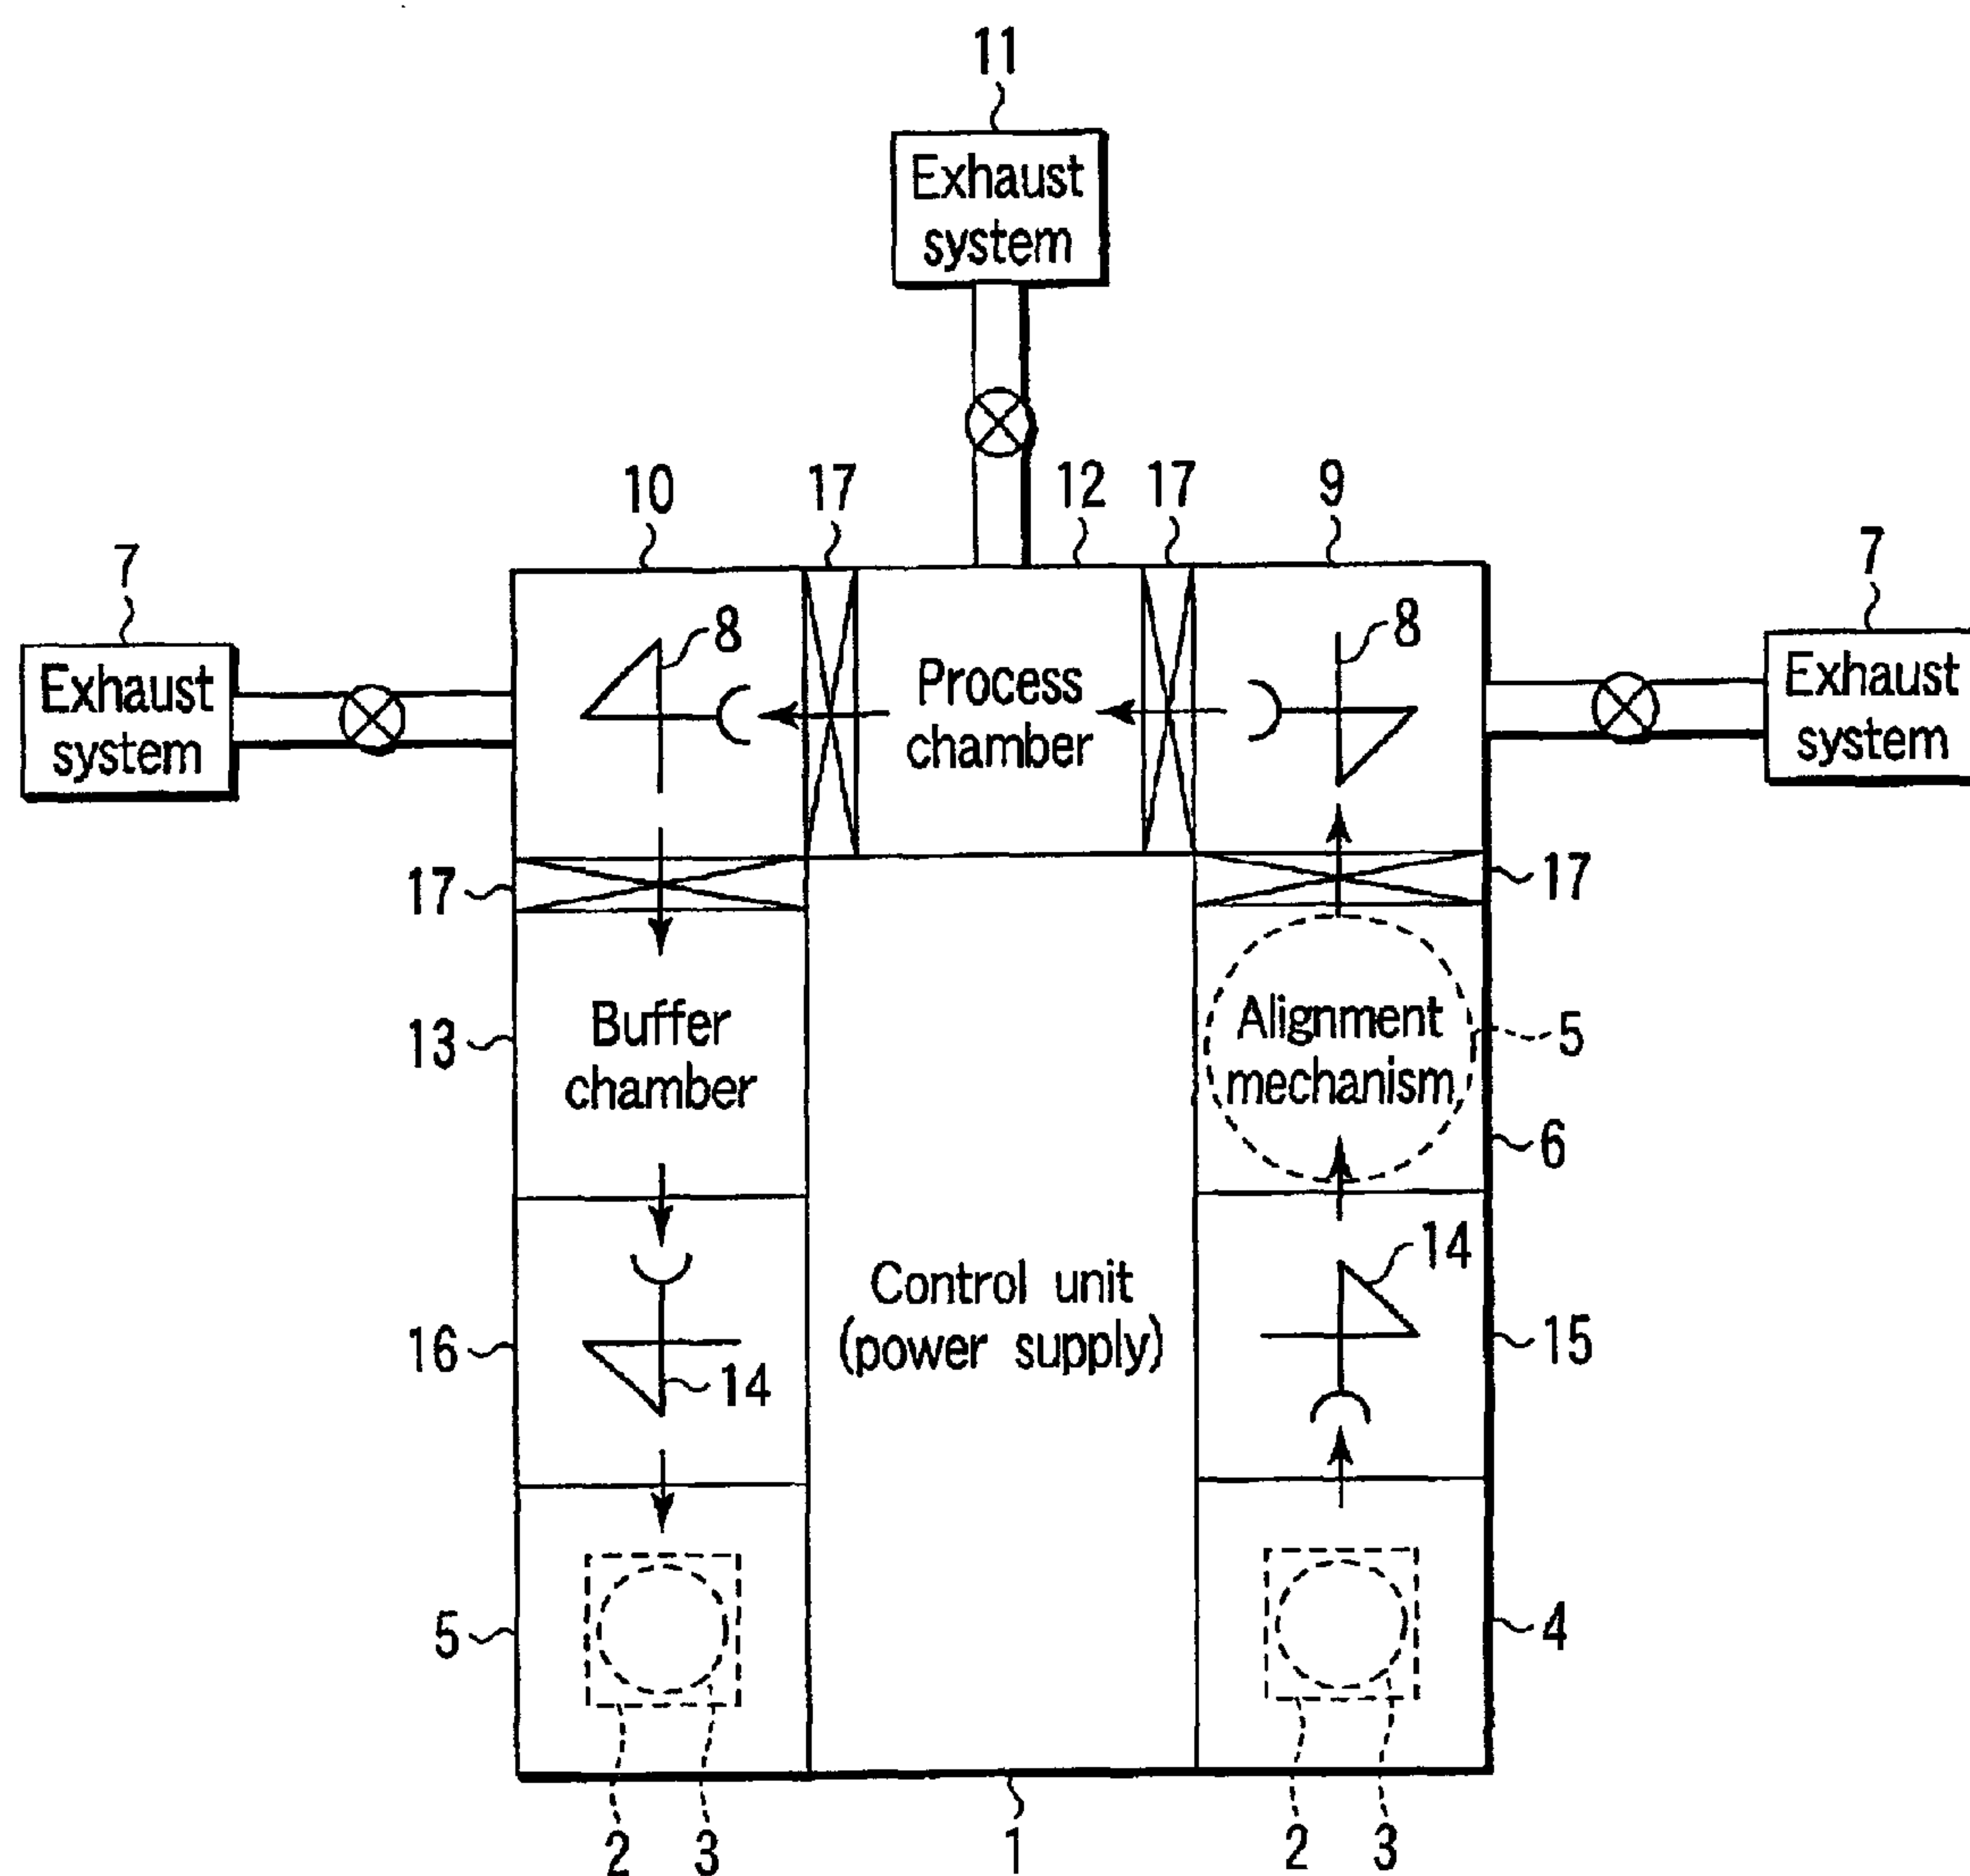 11
Exhaust
system
10
17
12
17
9
7
7
Exhaust
system
8
Process
chamber
8
Exhaust
system
17
17
13
Buffer
chamber
Alignment
mechanism
5
6
14
16
14
Control unit
(power supply)
15
5
4
2
3
1
2
3